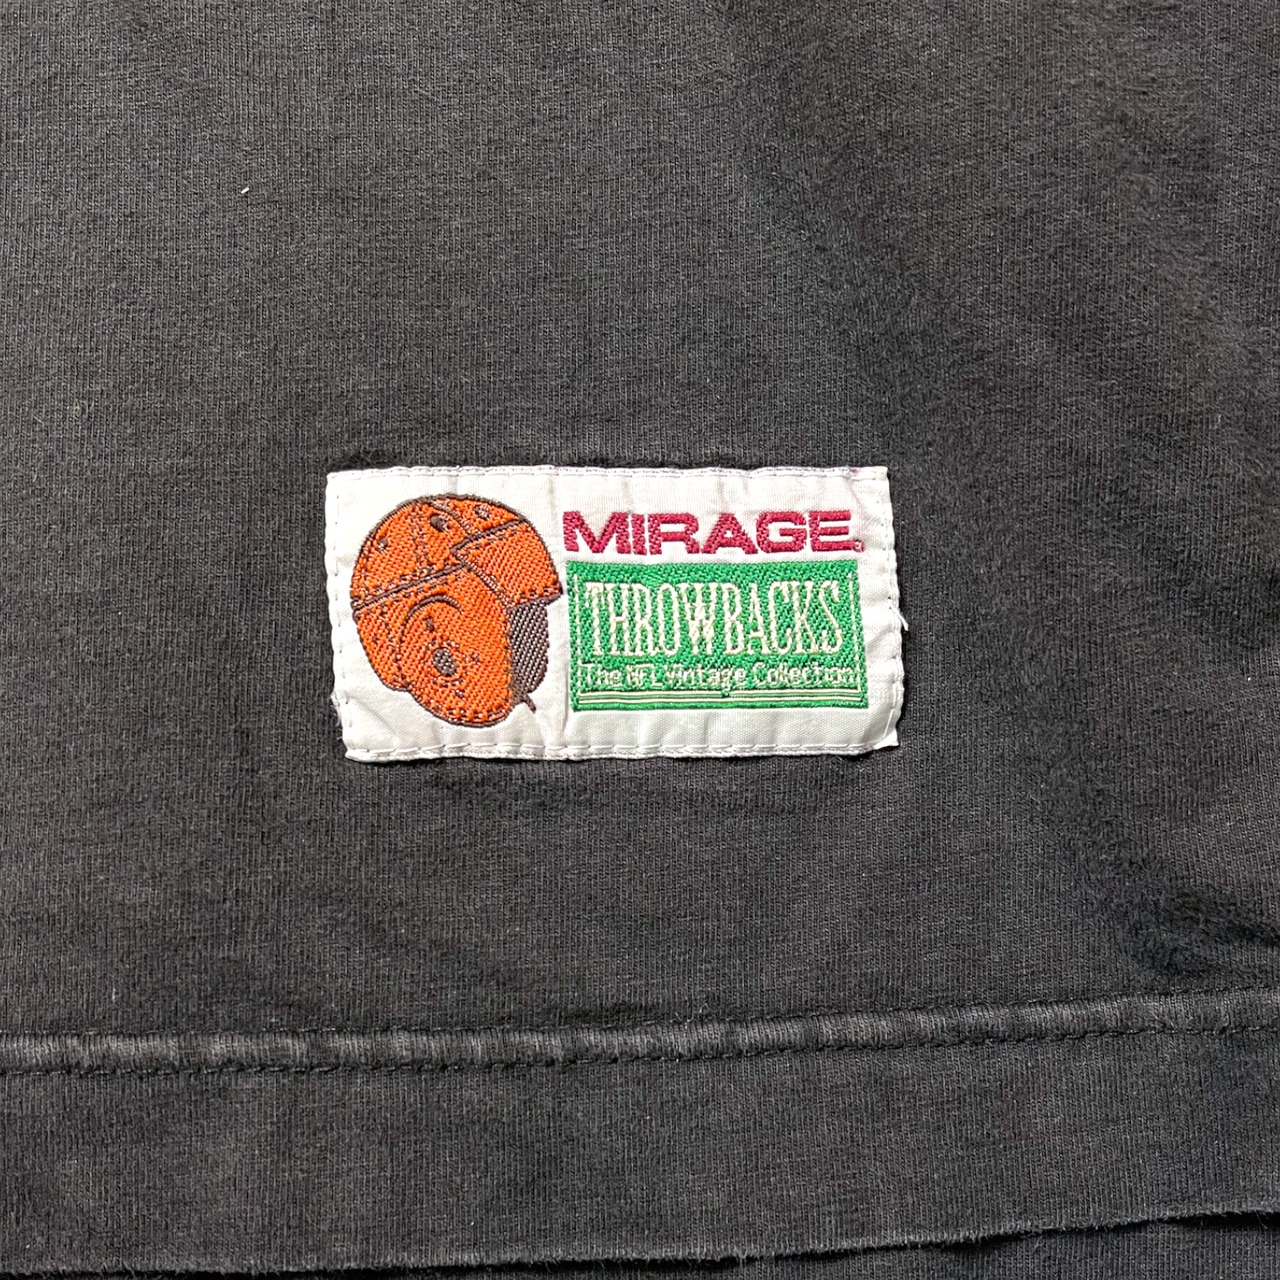 MIRAGE
THROWBACKS
The NFL Vintage Collection